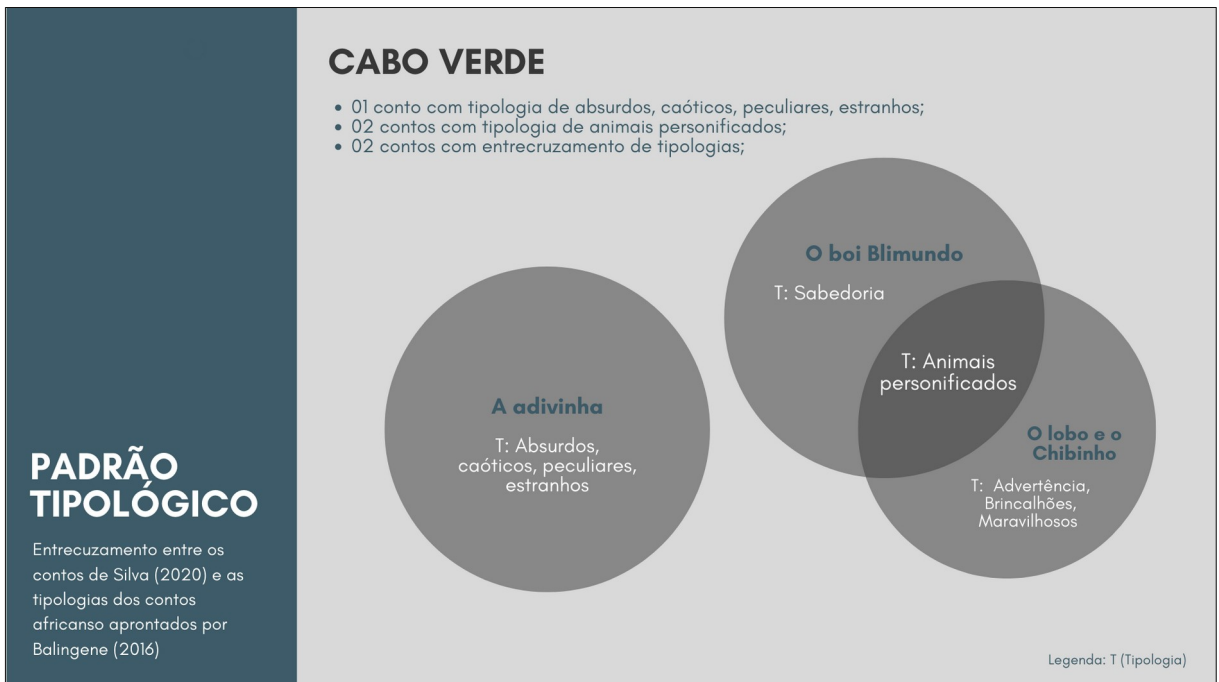 PADRÃO
TIPOLÓGICO
Entrecuzamento entre os
contos de Silva (2020) e as
tipologias dos contos
africanso aprontados por
Balingene (2016)
CABO VERDE
• 01 conto com tipologia de absurdos, caóticos, peculiares, estranhos;
• 02 contos com tipologia de animais personificados;
• 02 contos com entrecruzamento de tipologias;
A adivinha
T: Absurdos,
caóticos, peculiares,
estranhos
O boi Blimundo
T: Sabedoria
T: Animais
personificados
O lobo e o
Chibinho
T: Advertência,
Brincalhões,
Maravilhosos
Legenda: T (Tipologia)